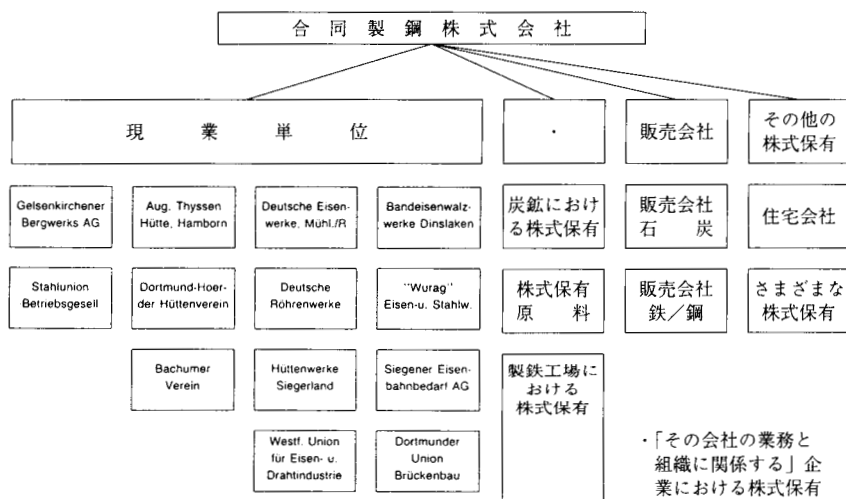 合同製鋼株式会社
現業単位
・
販売会社
その他の
株式保有
Gelsenkirchener
Bergwerks AG
Aug. Thyssen
Hütte, Hamborn
Deutsche Eisen-
werke, Mühl./R
Bandeisenwalz-
werke Dinslaken
炭鉱におけ
る株式保有
販売会社
石炭
住宅会社
Stahlunion
Betriebsgesell
Dortmund-Hoer-
der Hüttenverein
Deutsche
Röhrenwerke
"Wurag"
Eisen-u. Stahlw.
株式保有
原料
販売会社
鉄／鋼
さまざまな
株式保有
Bachumer
Verein
Hüttenwerke
Siegerland
Siegener Eisen-
bahnbedarf AG
製鉄工場に
おける
株式保有
Westf. Union
für Eisen- u.
Drahtindustrie
Dortmunder
Union
Brückenbau
・「その会社の業務と
組織に関係する」企
業における株式保有